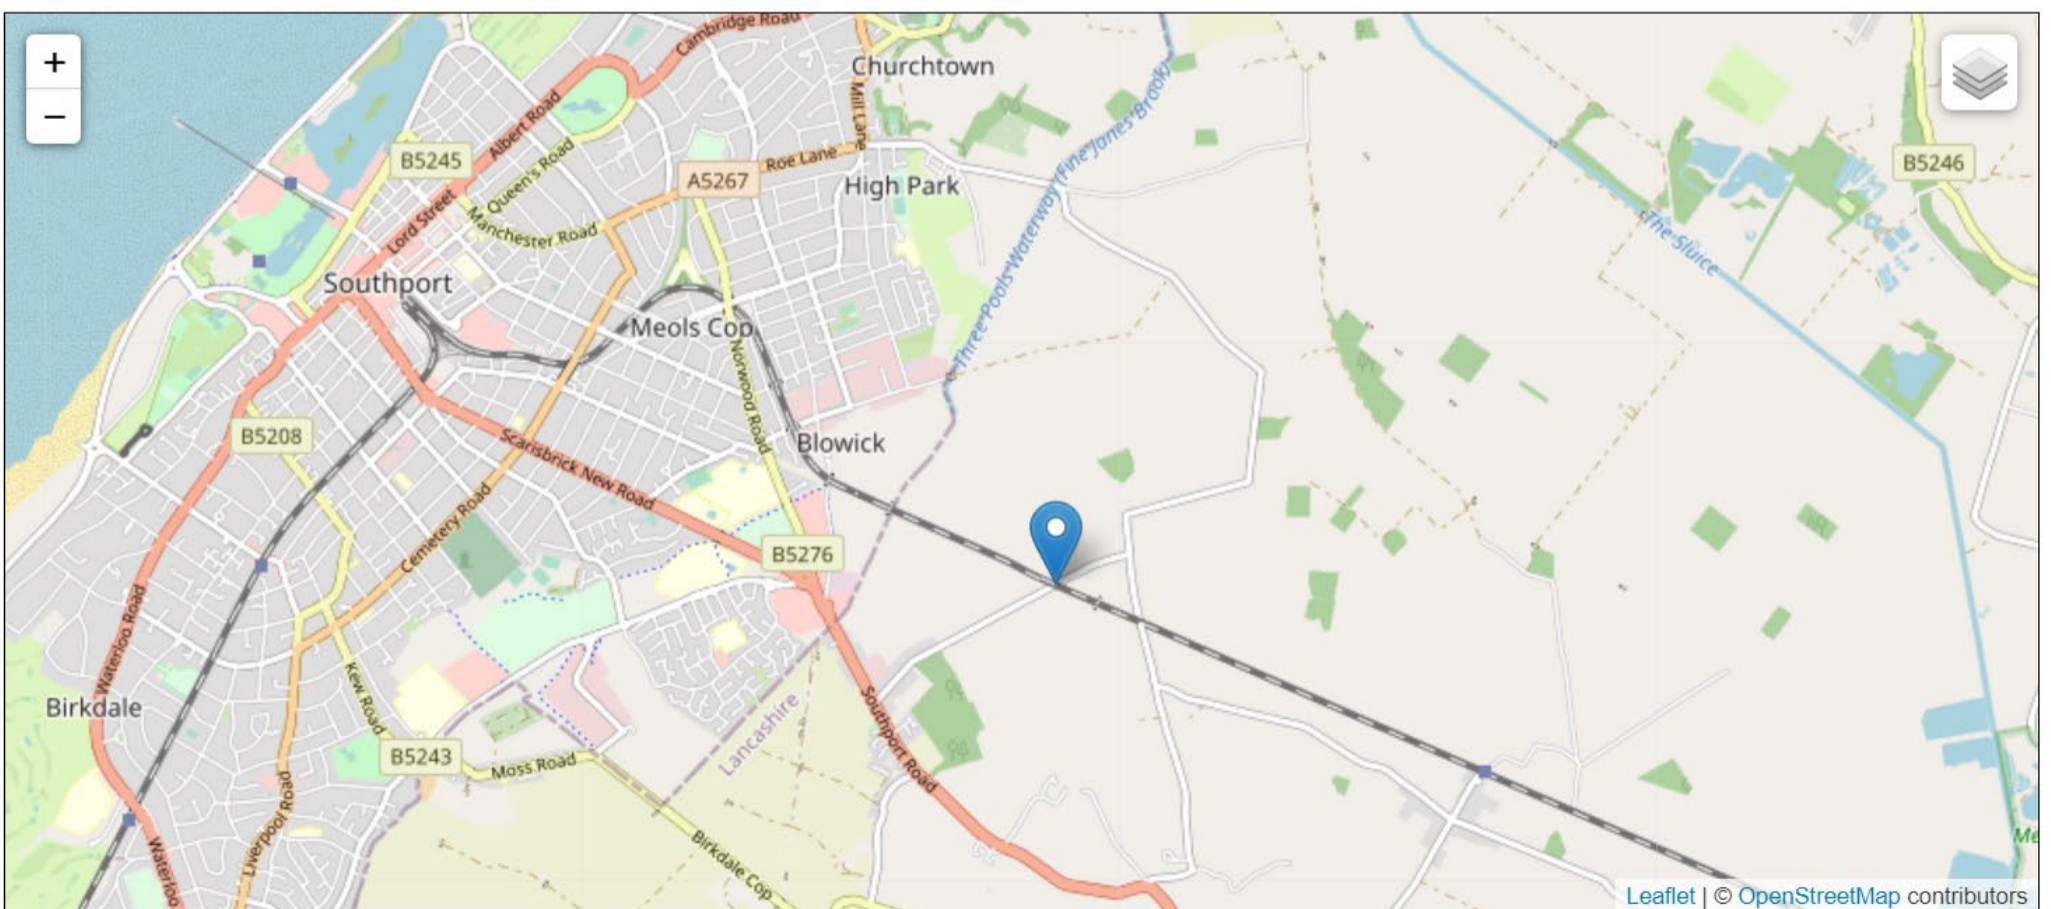 +
−
Cambridge Road
Churchtown
Mill Lane
Three Pools Waterway (Fine Janes Brook)
Albert Road
B5245
Queen's Road
A5267
Roe Lane
High Park
B5246
Lord Street
Manchester Road
The Sluice
Southport
Meols Cop
Norwood Road
B5208
Scarisbrick New Road
Blowick
Cemetery Road
B5276
Waterloo Road
Birkdale
Kew Road
Lancashire
Southport Road
B5243
Moss Road
Liverpool Road
Birkdale Cop
Waterloo
Me
Leaflet | © OpenStreetMap contributors